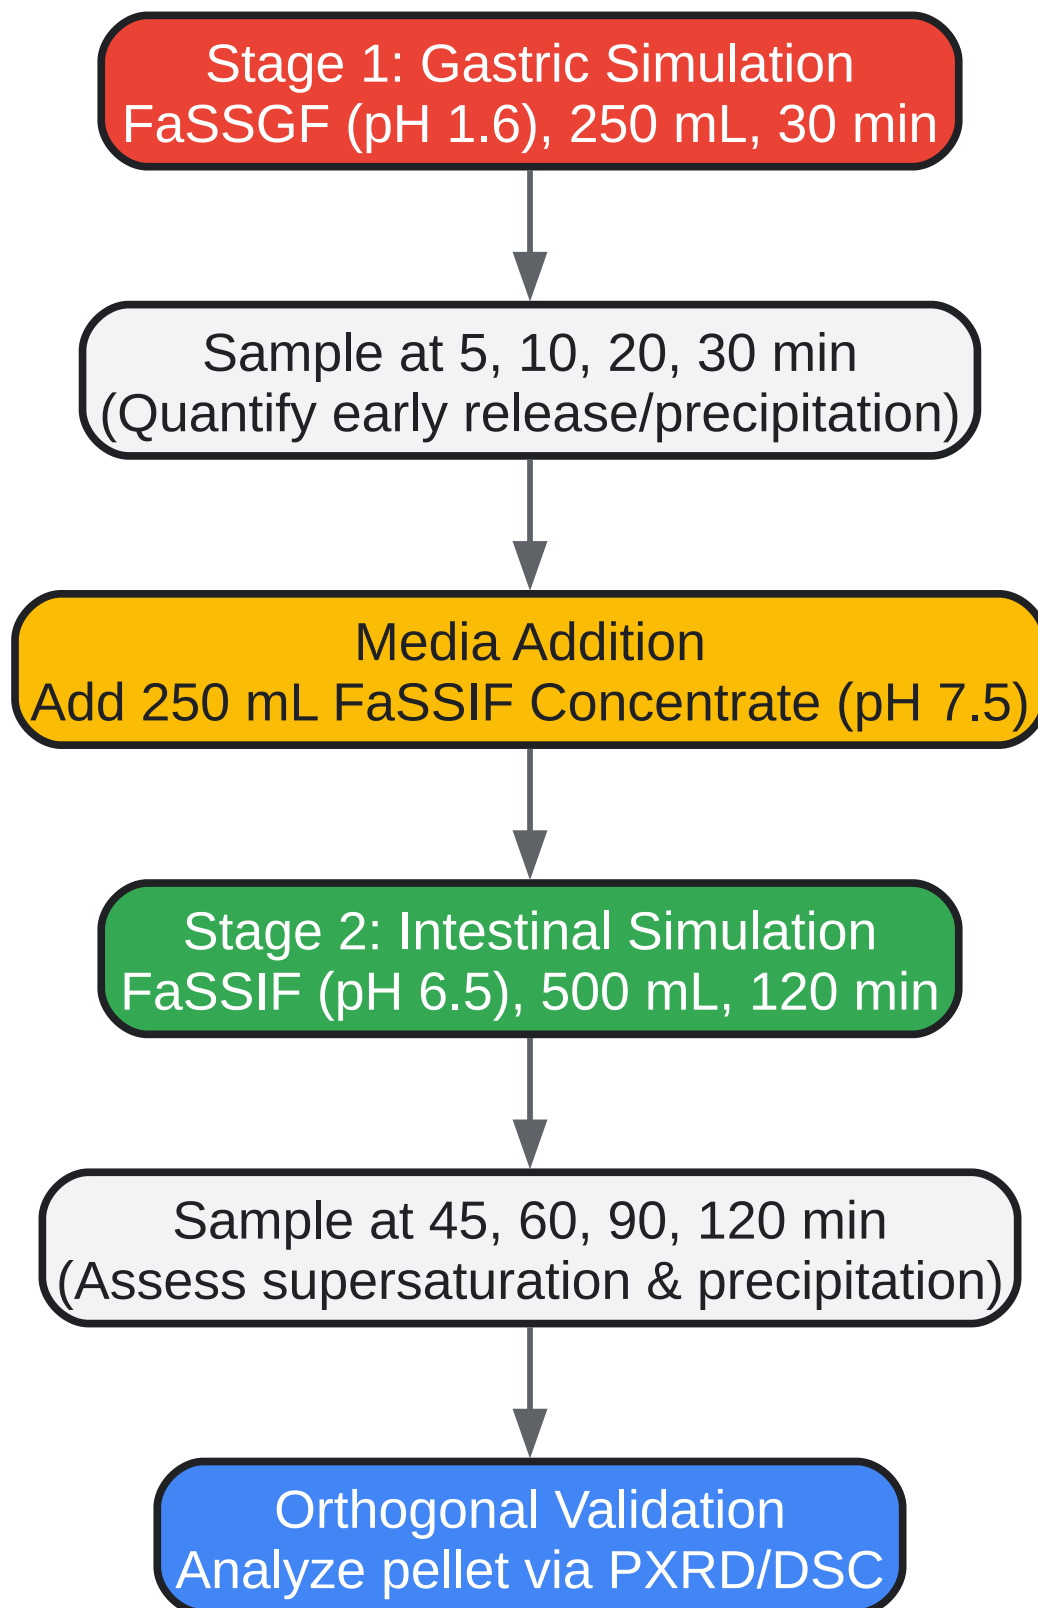 Stage 1: Gastric Simulation
FaSSGF (pH 1.6), 250 mL, 30 min
Sample at 5, 10, 20, 30 min
(Quantify early release/precipitation)
Media Addition
Add 250 mL FaSSIF Concentrate (pH 7.5)
Stage 2: Intestinal Simulation
FaSSIF (pH 6.5), 500 mL, 120 min
Sample at 45, 60, 90, 120 min
(Assess supersaturation & precipitation)
Orthogonal Validation
Analyze pellet via PXRD/DSC